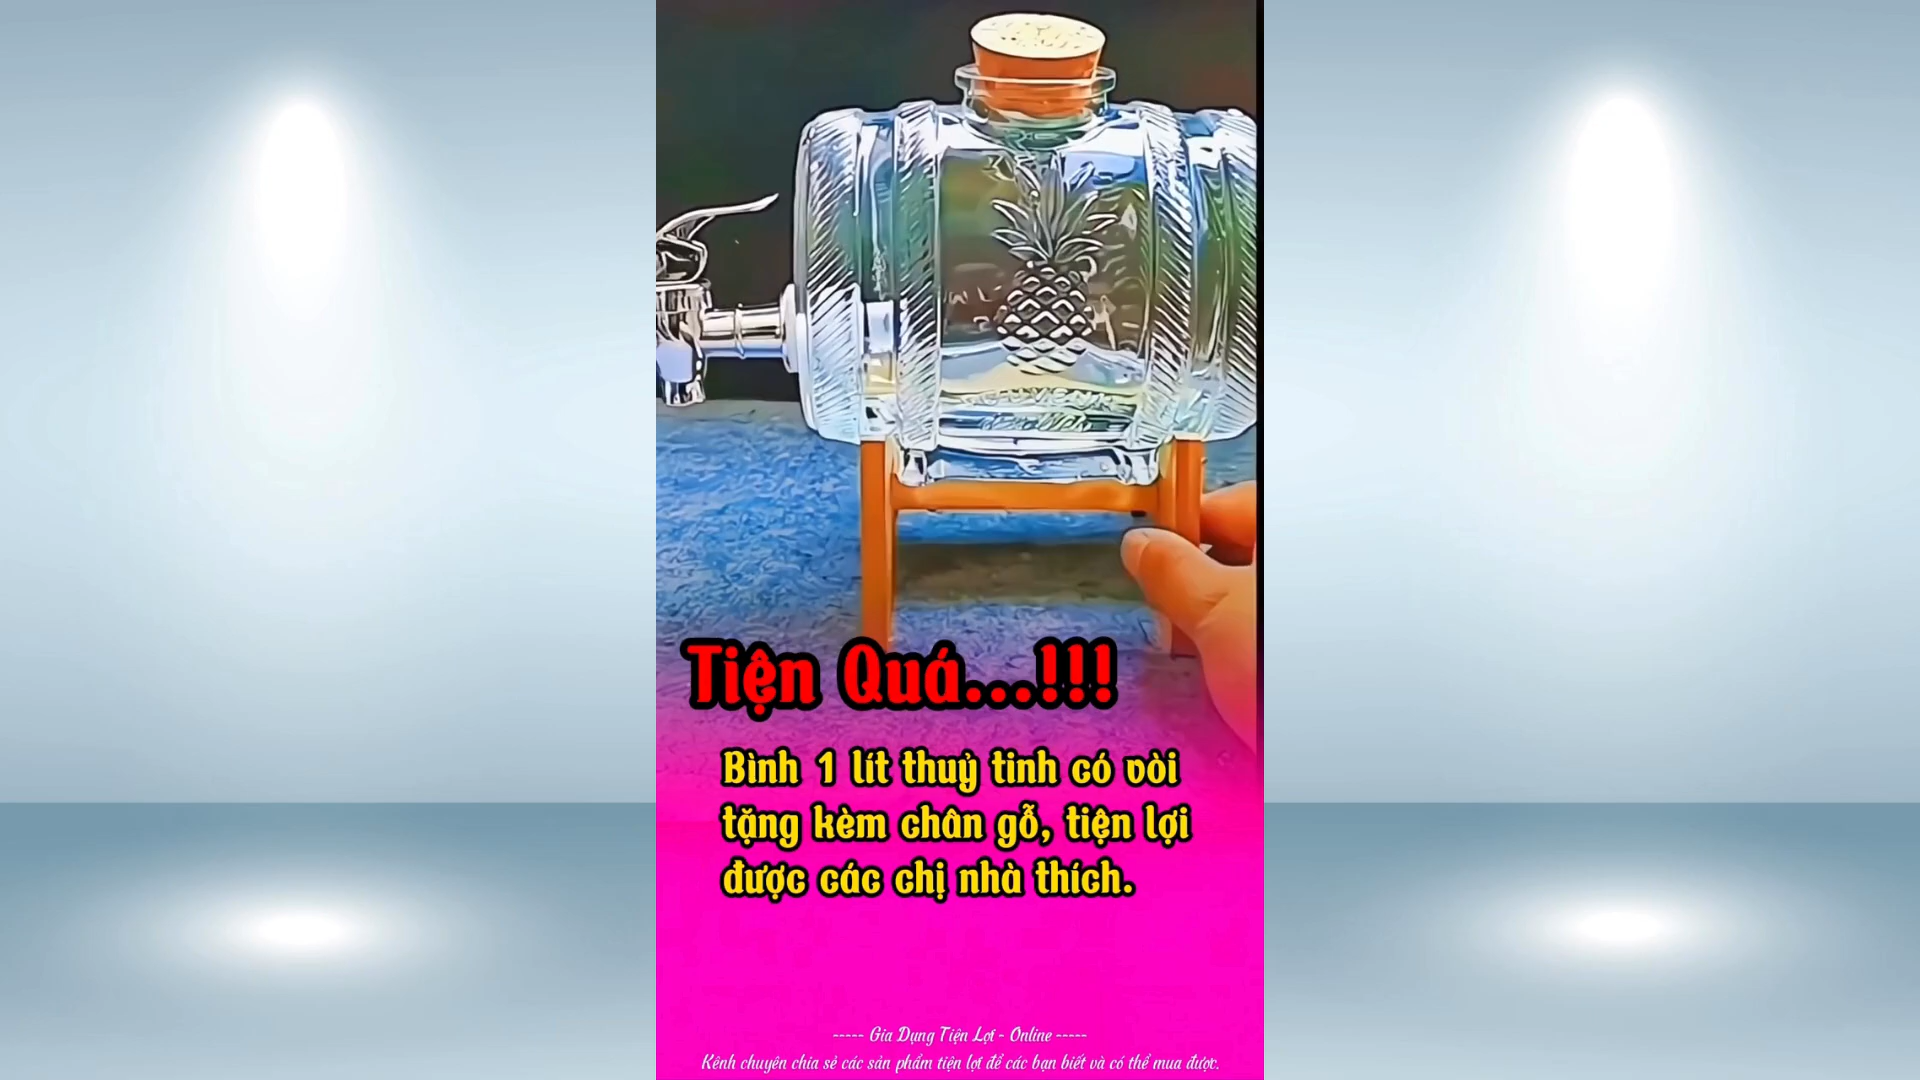 Tiện Quá...!!!
Bình 1 lít thuỷ tinh có vòi
tặng kèm chân gỗ, tiện lợi
được các chị nhà thích.
----- Gia Dụng Tiện Lợi - Online -----
Kênh chuyên chia sẻ các sản phẩm tiện lợi để các bạn biết và có thể mua được.